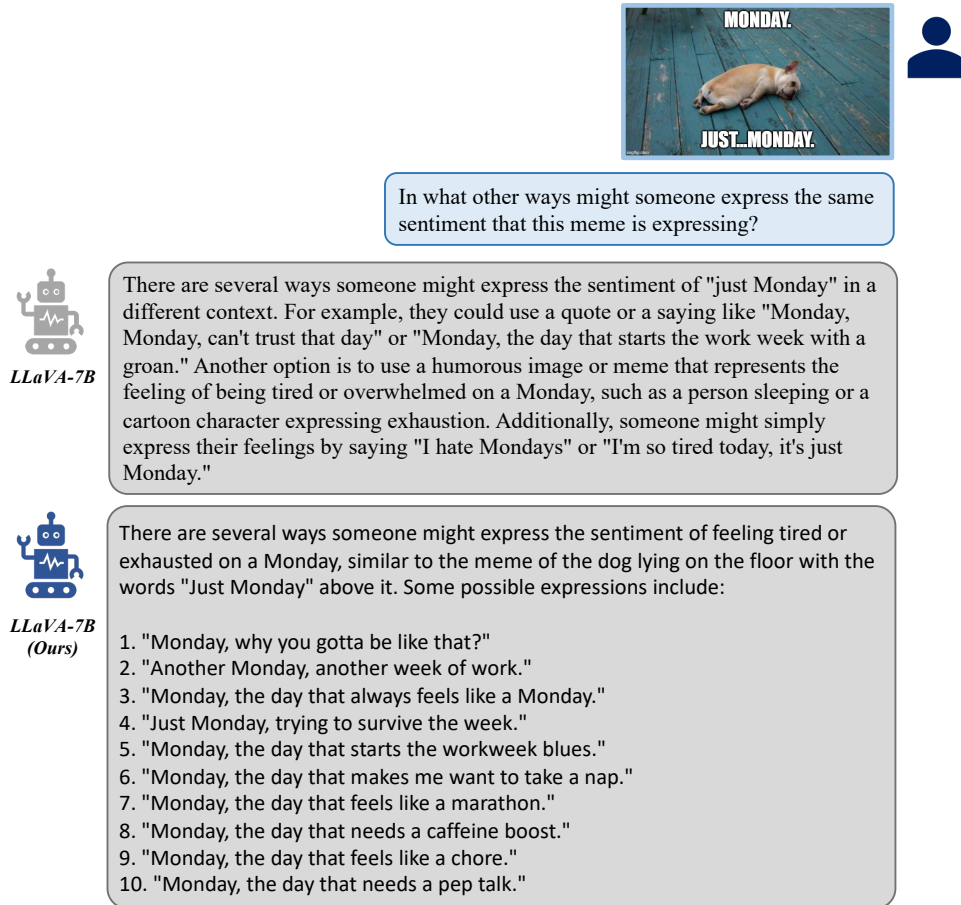 MONDAY.
JUST...MONDAY.
imgflip.com
In what other ways might someone express the same
sentiment that this meme is expressing?
There are several ways someone might express the sentiment of "just Monday" in a
different context. For example, they could use a quote or a saying like "Monday,
Monday, can't trust that day" or "Monday, the day that starts the work week with a
groan." Another option is to use a humorous image or meme that represents the
feeling of being tired or overwhelmed on a Monday, such as a person sleeping or a
cartoon character expressing exhaustion. Additionally, someone might simply
express their feelings by saying "I hate Mondays" or "I'm so tired today, it's just
Monday."
LLaVA-7B
There are several ways someone might express the sentiment of feeling tired or
exhausted on a Monday, similar to the meme of the dog lying on the floor with the
words "Just Monday" above it. Some possible expressions include:
LLaVA-7B
(Ours)
1. "Monday, why you gotta be like that?"
2. "Another Monday, another week of work."
3. "Monday, the day that always feels like a Monday."
4. "Just Monday, trying to survive the week."
5. "Monday, the day that starts the workweek blues."
6. "Monday, the day that makes me want to take a nap."
7. "Monday, the day that feels like a marathon."
8. "Monday, the day that needs a caffeine boost."
9. "Monday, the day that feels like a chore."
10. "Monday, the day that needs a pep talk."